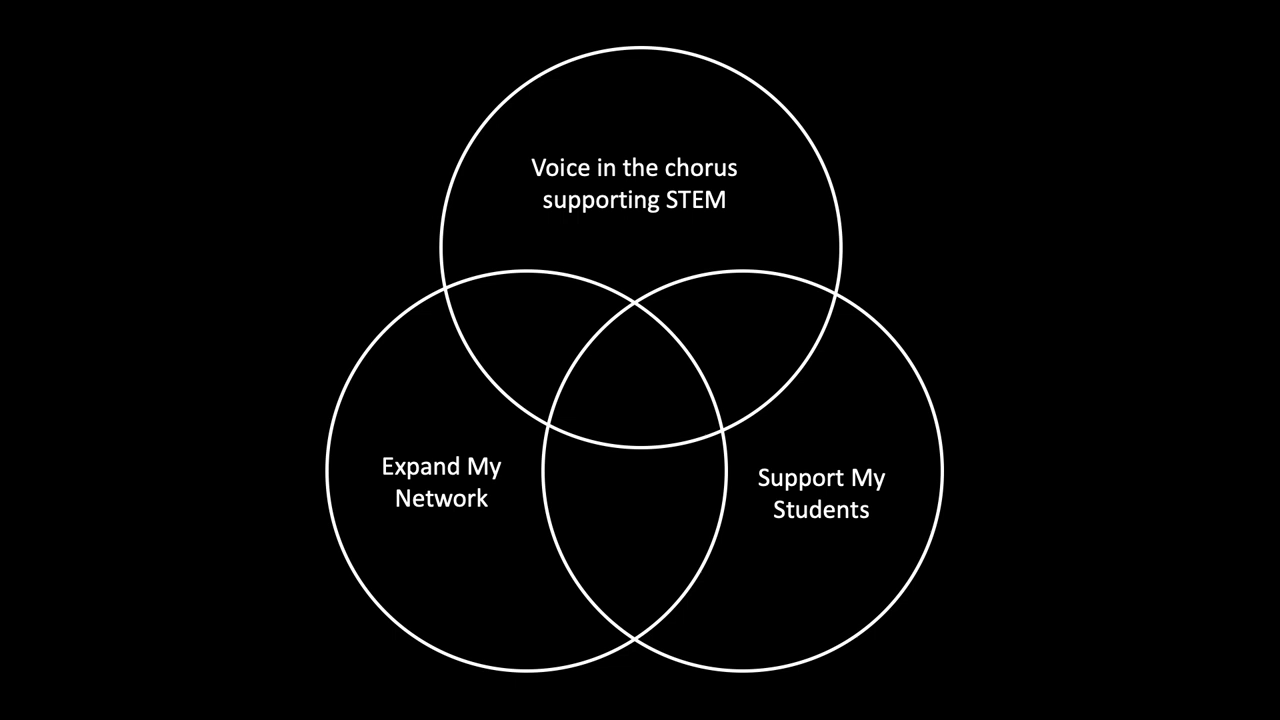 Voice in the chorus
supporting STEM
Expand My
Network
Support My
Students